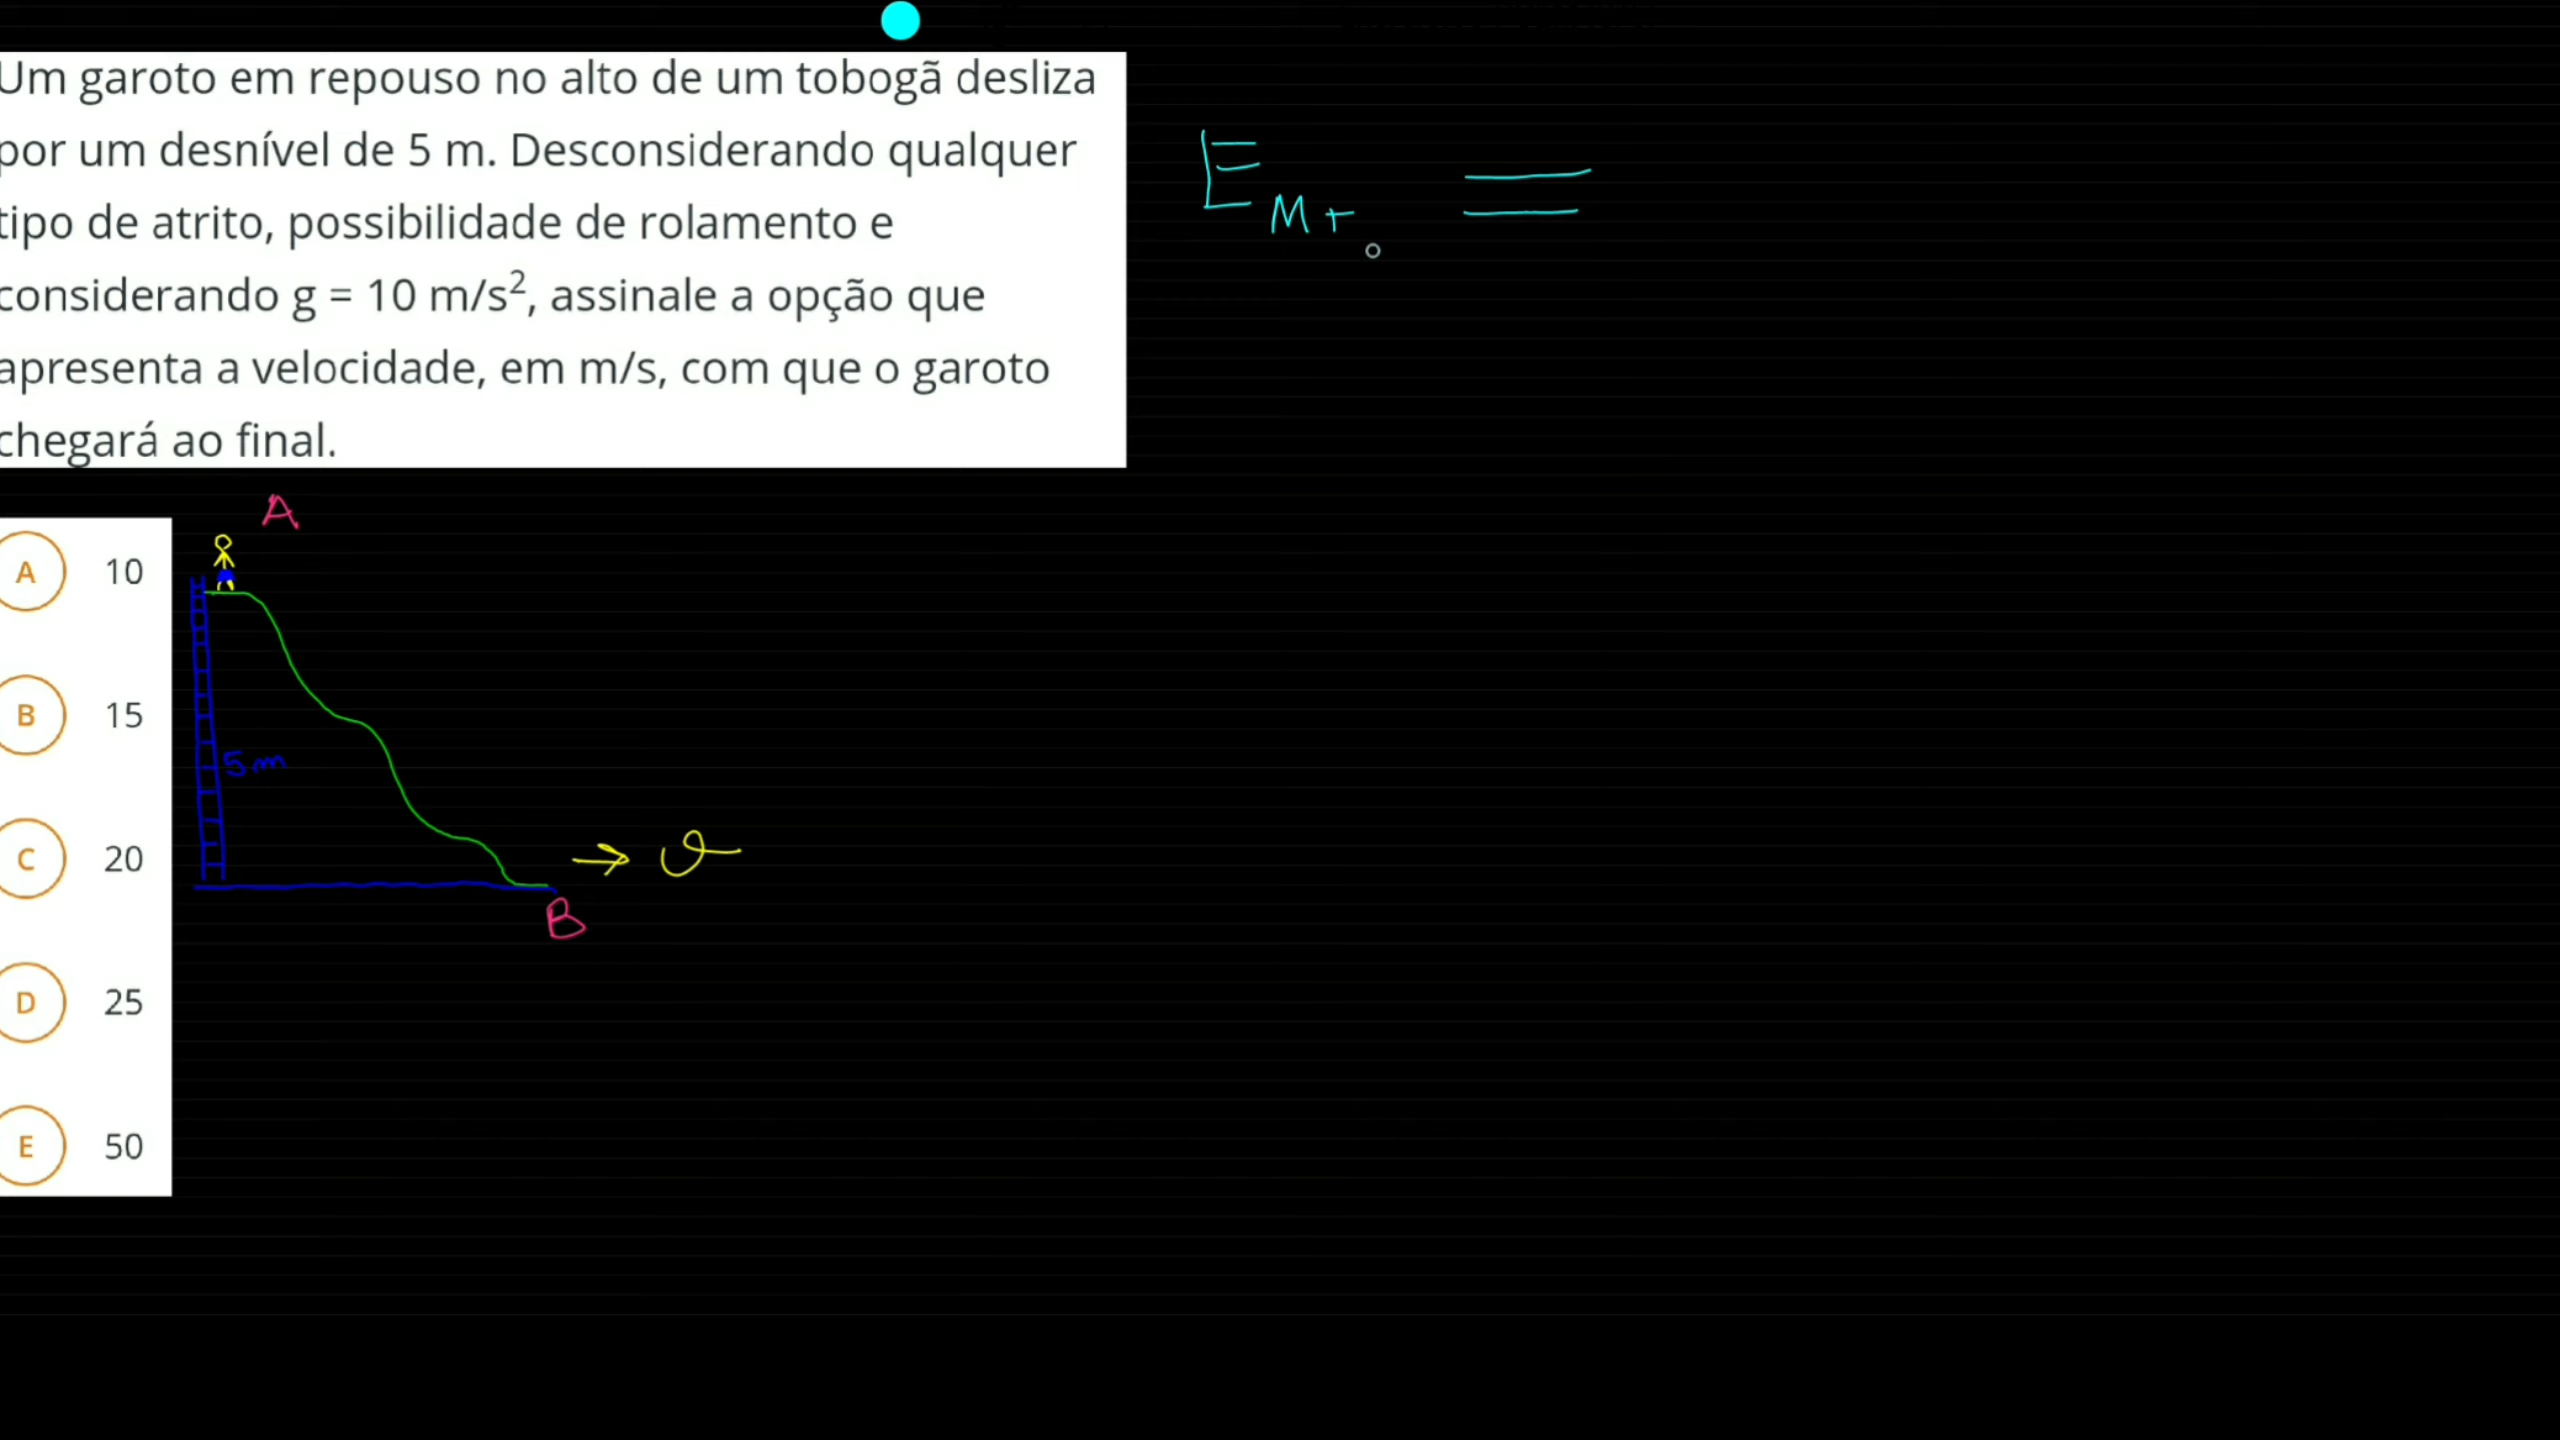 Um garoto em repouso no alto de um tobogã desliza
por um desnível de 5 m. Desconsiderando qualquer
tipo de atrito, possibilidade de rolamento e
considerando g = 10 m/s², assinale a opção que
apresenta a velocidade, em m/s, com que o garoto
chegará ao final.
E M+ =
A
A 10
B 15
5 m
C 20
→ v
B
D 25
E 50